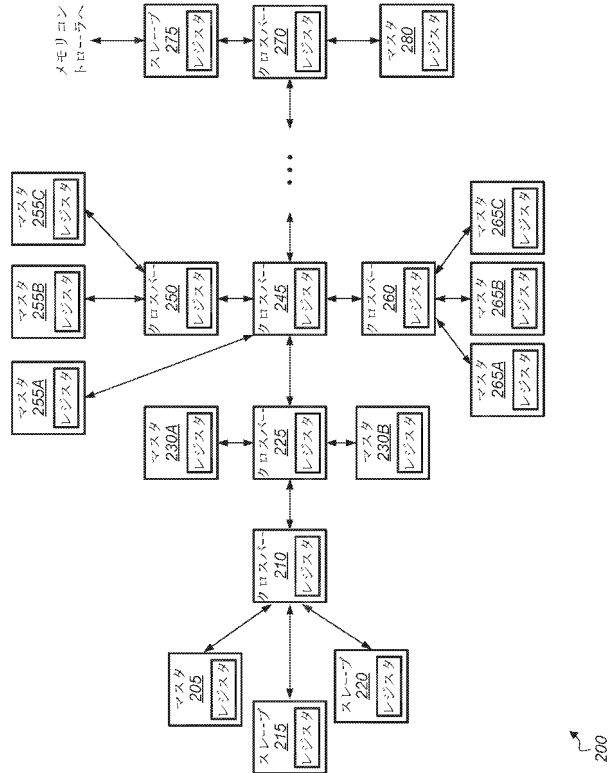 メモリコン
トローラへ
スレーブ
275
レジスタ
クロスバー
270
レジスタ
マスタ
280
レジスタ
マスタ
255C
レジスタ
マスタ
255B
レジスタ
マスタ
255A
レジスタ
クロスバー
250
レジスタ
クロスバー
245
レジスタ
クロスバー
260
レジスタ
マスタ
265C
レジスタ
マスタ
265B
レジスタ
マスタ
265A
レジスタ
マスタ
230A
レジスタ
クロスバー
225
レジスタ
マスタ
230B
レジスタ
クロスバー
210
レジスタ
マスタ
205
レジスタ
スレーブ
215
レジスタ
スレーブ
220
レジスタ
200